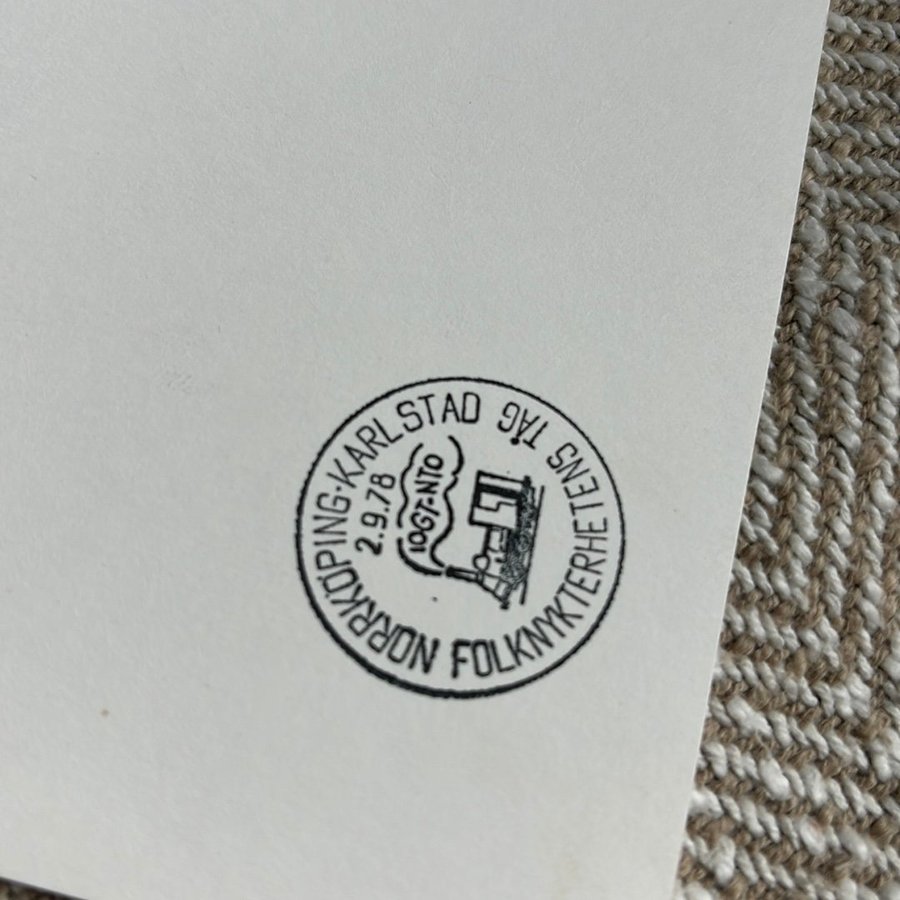 NORRKÖPING-KARLSTAD
2.9.78
IOGT-NTO
FOLKNYKTERHETENS TÅG